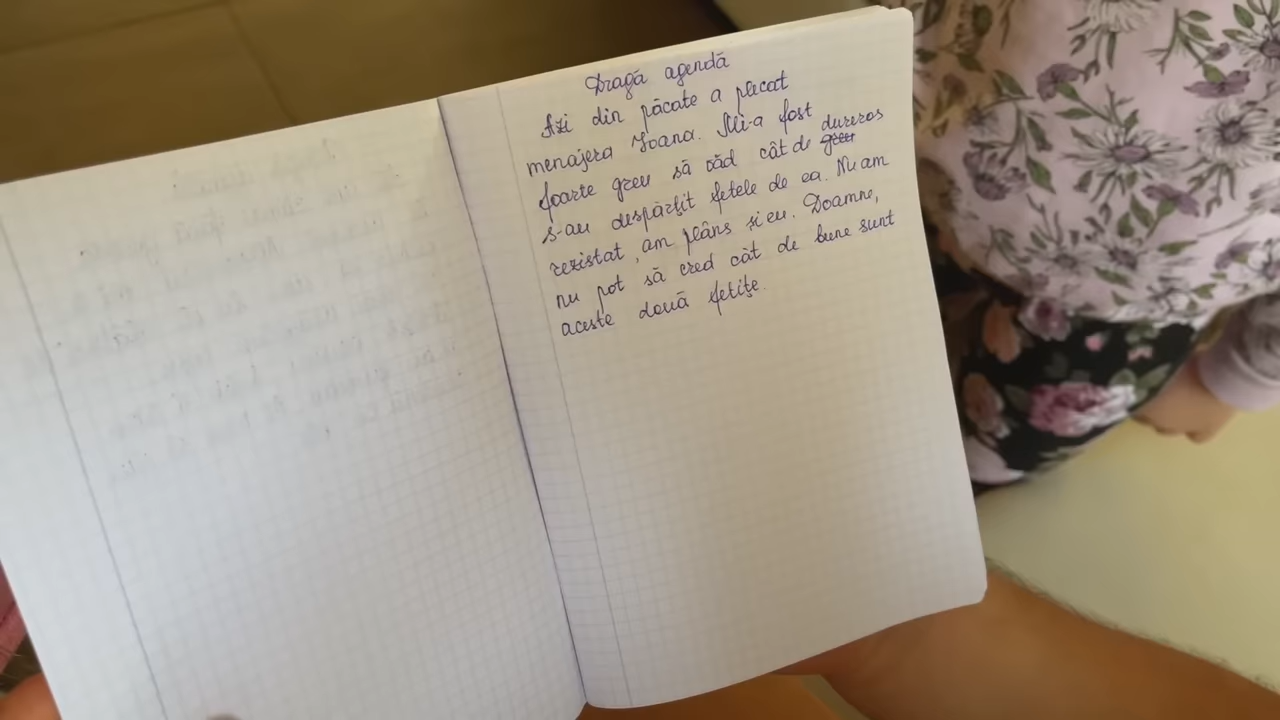 Dragă agendă
Azi din păcate a plecat
menajera Ioana. Mi-a fost
foarte greu să văd cât de greu dureros
s-au despărțit fetele de ea. Nu am
rezistat, am plâns și eu. Doamne,
nu pot să cred cât de bune sunt
aceste două fetițe.